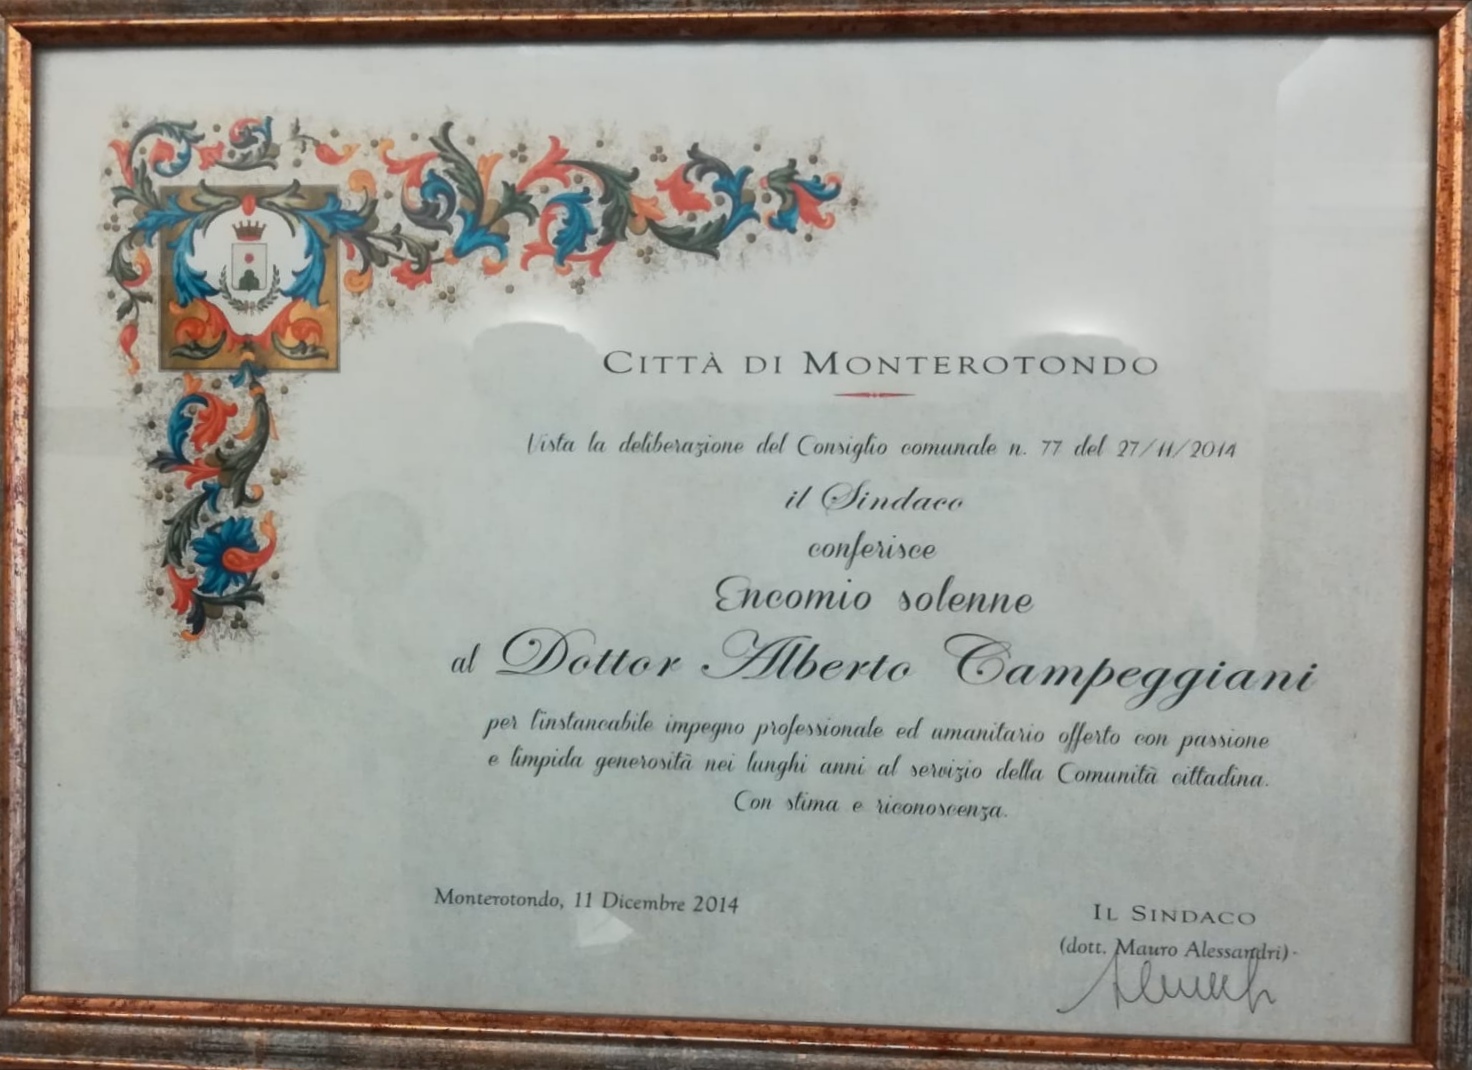 Città di Monterotondo
Vista la deliberazione del Consiglio comunale n. 77 del 27/11/2014
il Sindaco
conferisce
Encomio solenne
al Dottor Alberto Campeggiani
per l'instancabile impegno professionale ed umanitario offerto con passione
e limpida generosità nei lunghi anni al servizio della Comunità cittadina.
Con stima e riconoscenza.
Monterotondo, 11 Dicembre 2014
Il Sindaco
(dott. Mauro Alessandri)